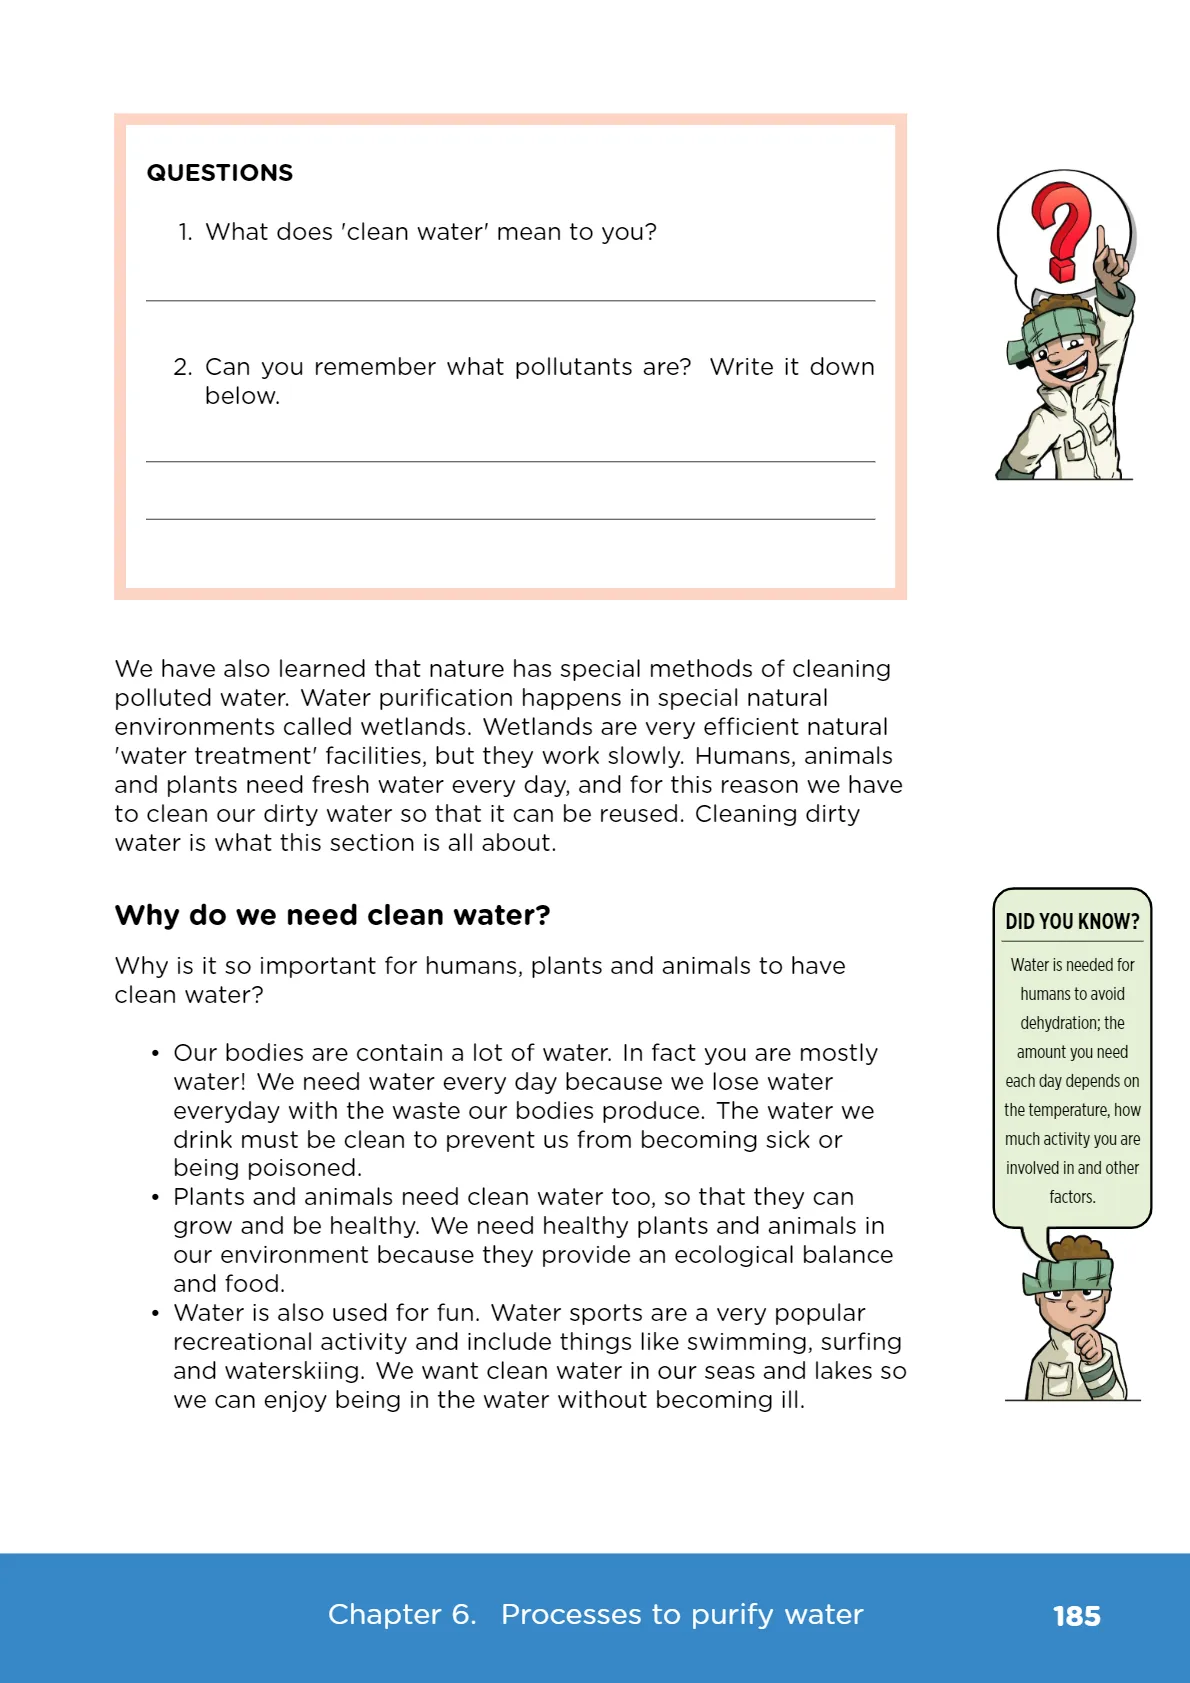 QUESTIONS
1. What does 'clean water' mean to you?
2. Can you remember what pollutants are? Write it down
below.
We have also learned that nature has special methods of cleaning
polluted water. Water purification happens in special natural
environments called wetlands. Wetlands are very efficient natural
'water treatment' facilities, but they work slowly. Humans, animals
and plants need fresh water every day, and for this reason we have
to clean our dirty water so that it can be reused. Cleaning dirty
water is what this section is all about.
Why do we need clean water?
Why is it so important for humans, plants and animals to have
clean water?
• Our bodies are contain a lot of water. In fact you are mostly
water! We need water every day because we lose water
everyday with the waste our bodies produce. The water we
drink must be clean to prevent us from becoming sick or
being poisoned.
• Plants and animals need clean water too, so that they can
grow and be healthy. We need healthy plants and animals in
our environment because they provide an ecological balance
and food.
• Water is also used for fun. Water sports are a very popular
recreational activity and include things like swimming, surfing
and waterskiing. We want clean water in our seas and lakes so
we can enjoy being in the water without becoming ill.
DID YOU KNOW?
Water is needed for
humans to avoid
dehydration; the
amount you need
each day depends on
the temperature, how
much activity you are
involved in and other
factors.
Chapter 6. Processes to purify water
185